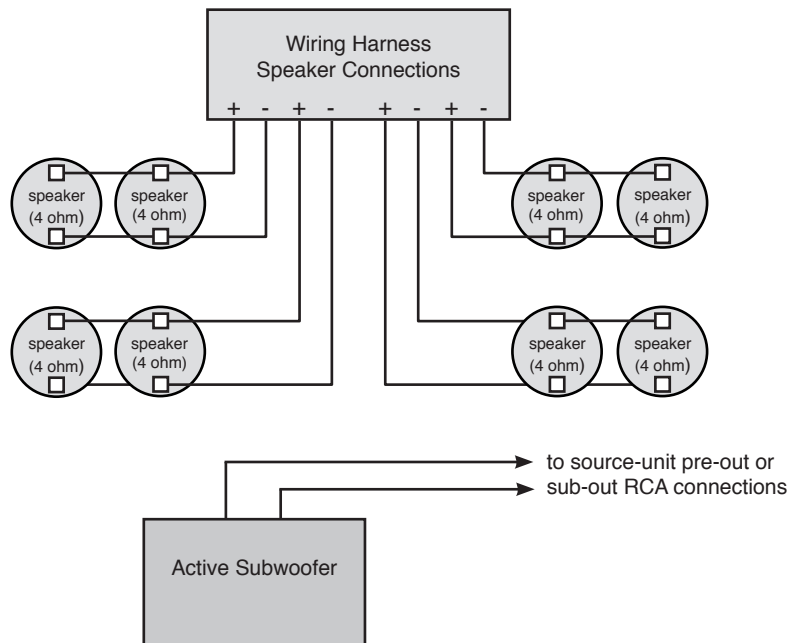 Wiring Harness
Speaker Connections
+ - + - + - + -
speaker
(4 ohm)
speaker
(4 ohm)
speaker
(4 ohm)
speaker
(4 ohm)
speaker
(4 ohm)
speaker
(4 ohm)
speaker
(4 ohm)
speaker
(4 ohm)
to source-unit pre-out or
sub-out RCA connections
Active Subwoofer